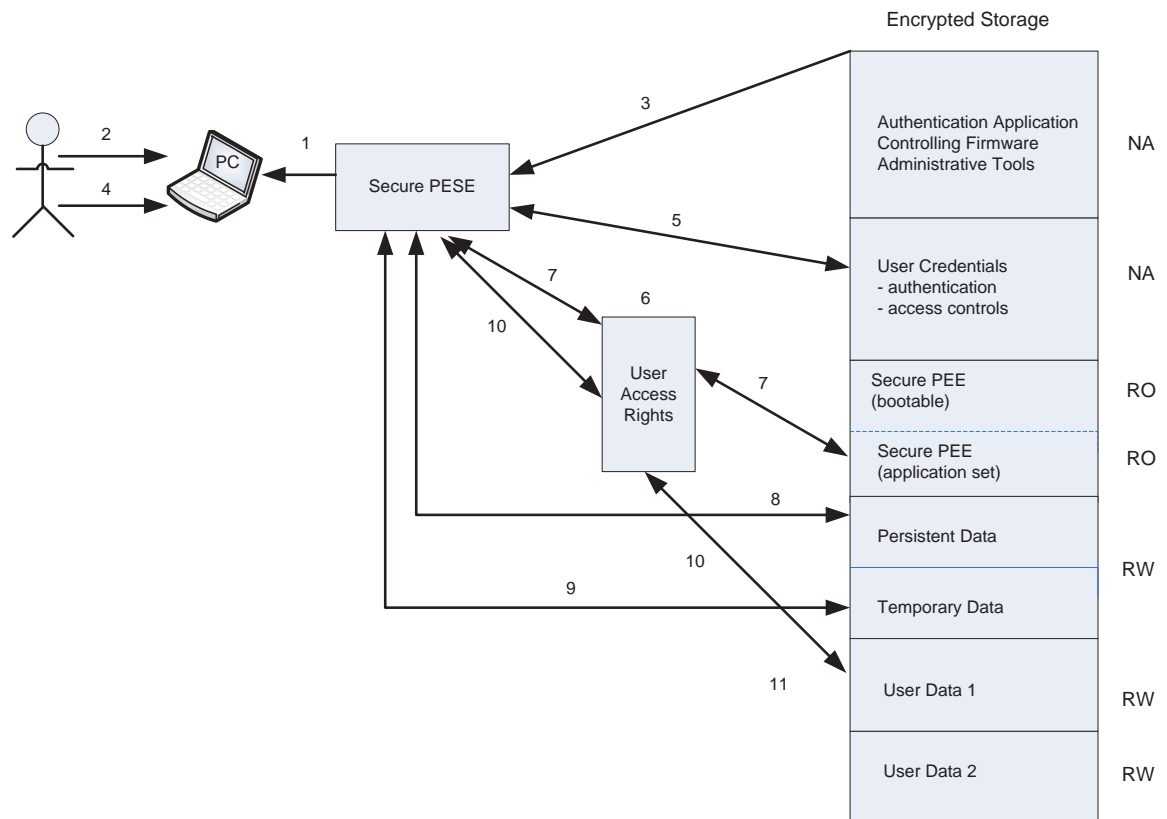 Encrypted Storage
3
Authentication Application
Controlling Firmware
Administrative Tools
NA
2
PC
1
Secure PESE
4
5
User Credentials
- authentication
- access controls
NA
7
6
10
User
Access
Rights
7
Secure PEE
(bootable)
RO
Secure PEE
(application set)
RO
8
Persistent Data
10
RW
9
Temporary Data
11
User Data 1
RW
User Data 2
RW